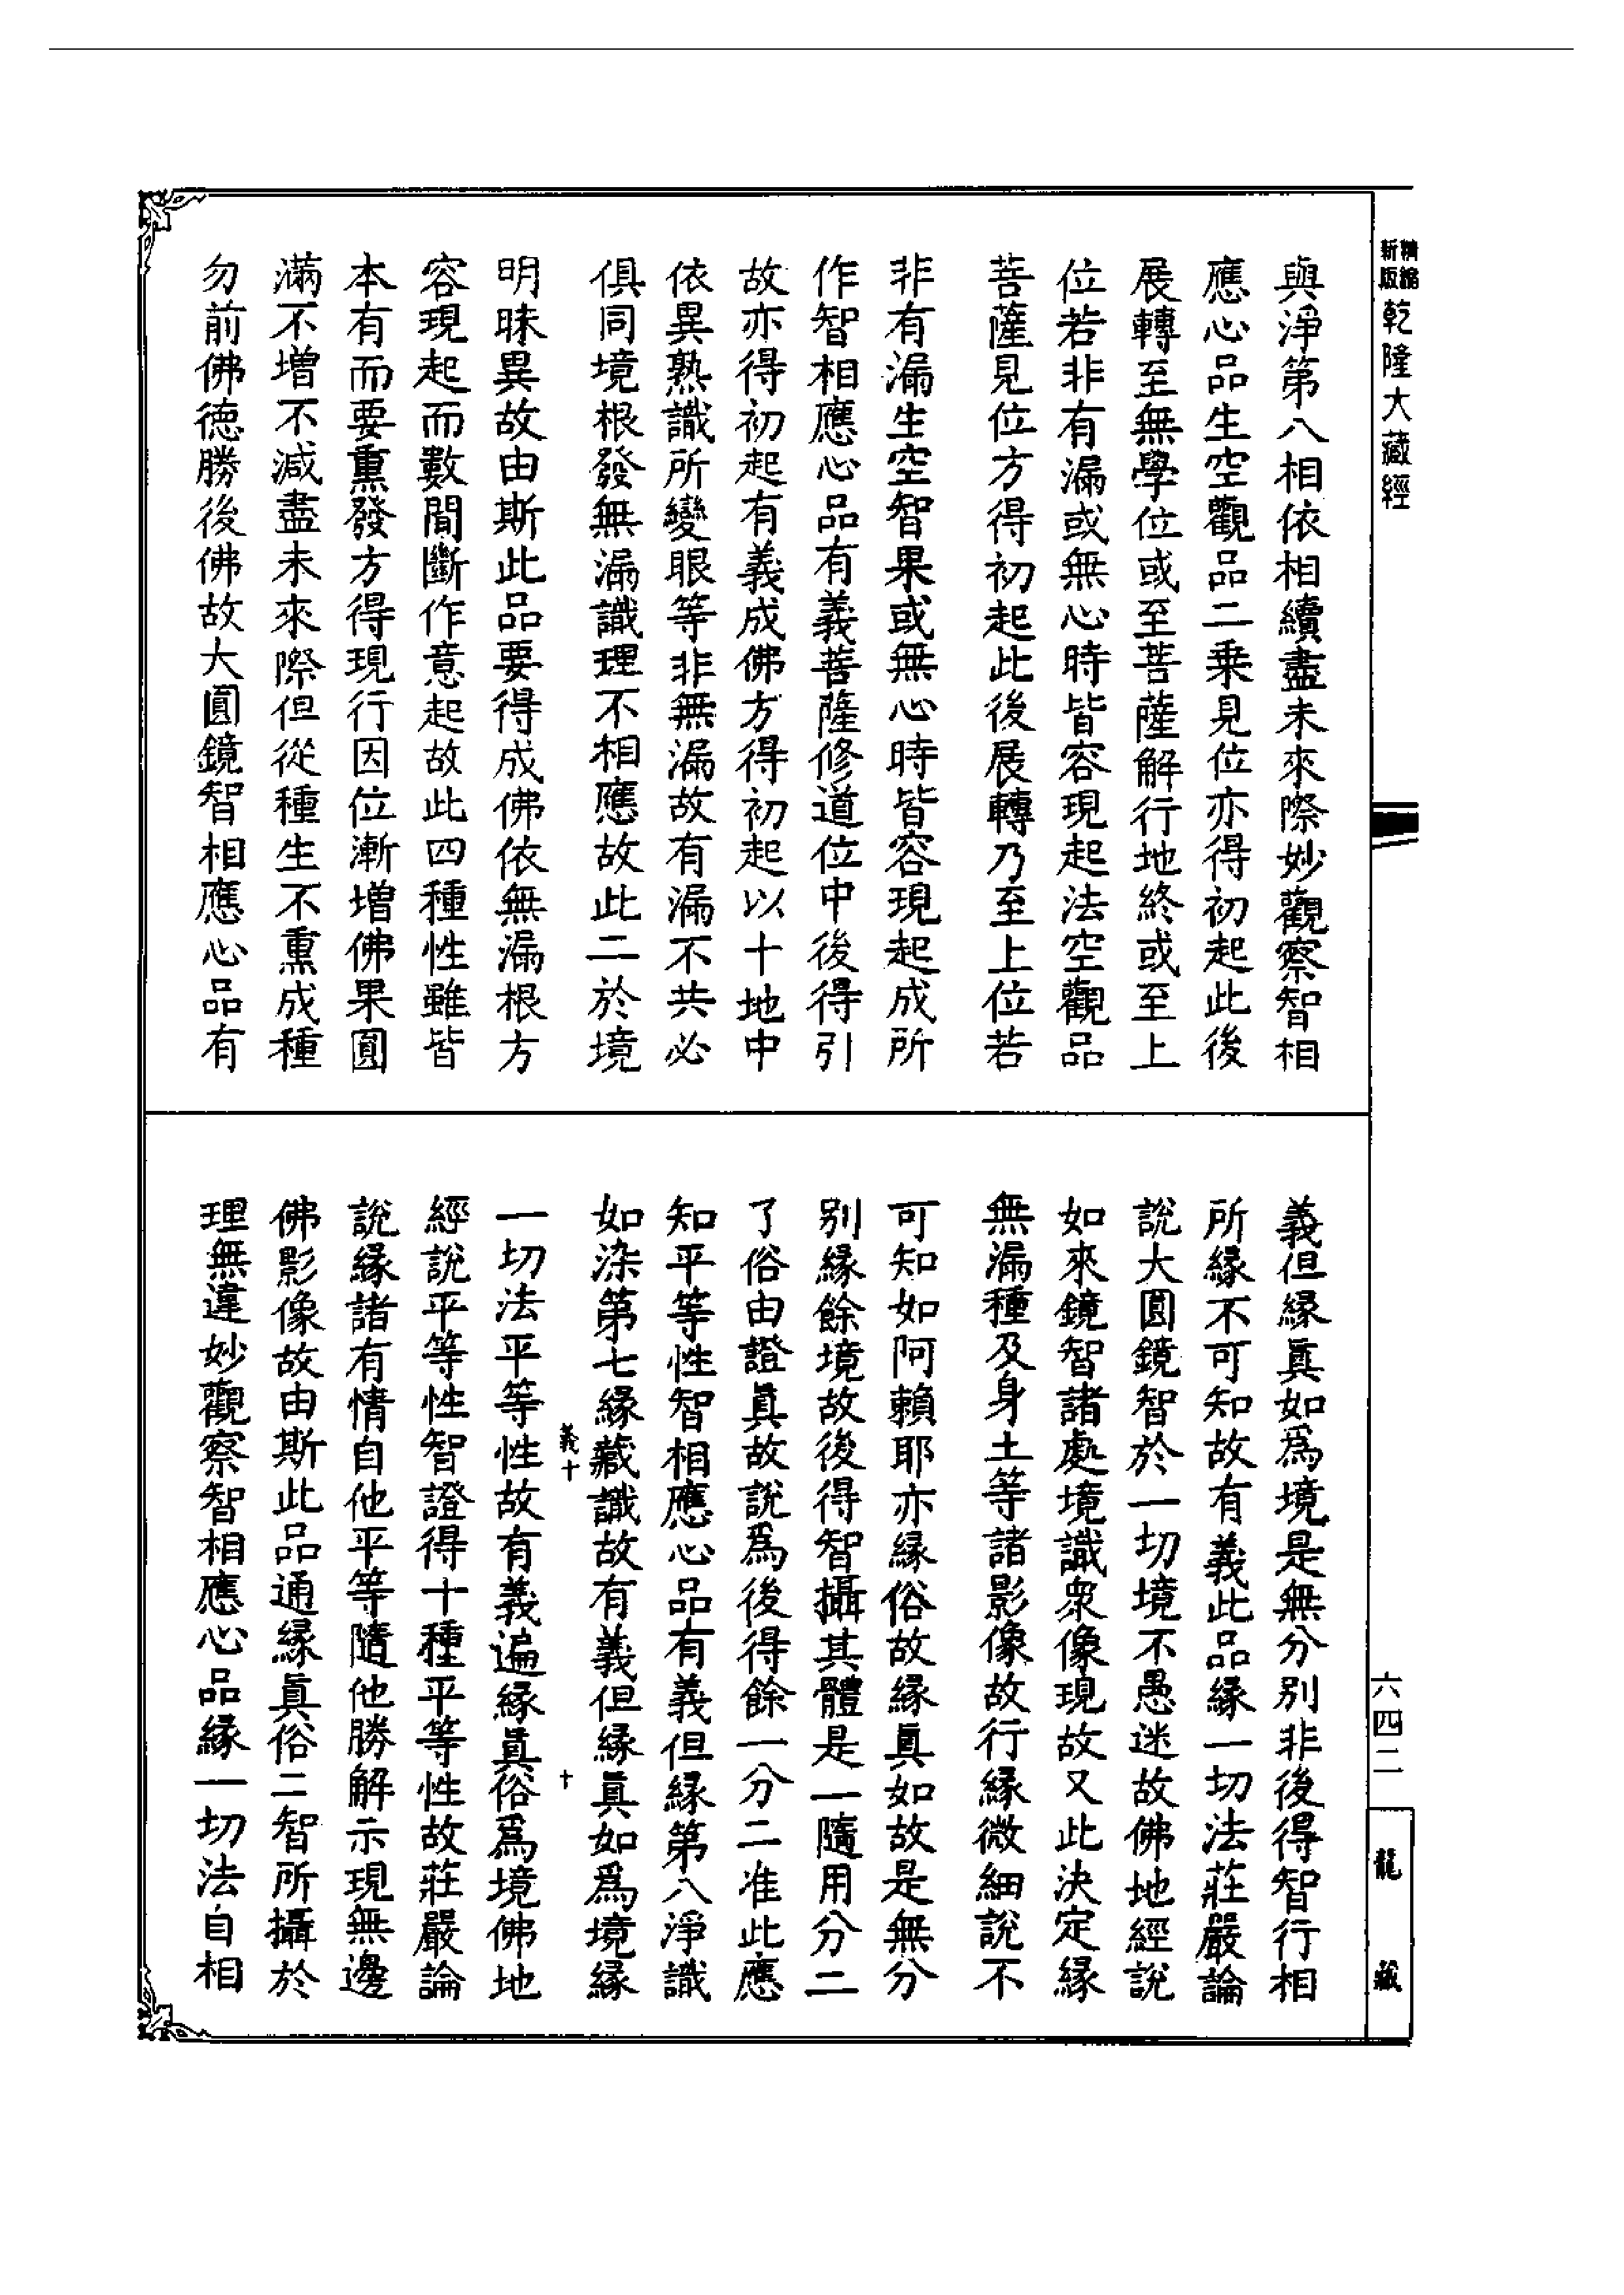 精縮新版乾隆大藏經
與淨第八相依相續盡未來際妙觀察智相
應心品生空觀品二乘見位亦得初起此後
展轉至無學位或至菩薩解行地終或至上
位若非有漏或無心時皆容現起法空觀品
菩薩見位方得初起此後展轉乃至上位若
非有漏生空智果或無心時皆容現起成所
作智相應心品有義菩薩修道位中後得引
故亦得初起有義成佛方得初起以十地中
依異熟識所變眼等非無漏故有漏不共必
俱同境根發無漏識理不相應故此二於境
明昧異故由斯此品要得成佛依無漏根方
容現起而數間斷作意起故此四種性雖皆
本有而要熏發方得現行因位漸增佛果圓
滿不增不減盡未來際但從種生不熏成種
勿前佛德勝後佛故大圓鏡智相應心品有
義但緣眞如爲境是無分別非後得智行相
所緣不可知故有義此品緣一切法莊嚴論
說大圓鏡智於一切境不愚迷故佛地經說
如來鏡智諸處境識衆像現故又此決定緣
無漏種及身土等諸影像故行緣微細說不
可知如阿賴耶亦緣俗故緣眞如故是無分
別緣餘境故後得智攝其體是一隨用分二
了俗由證眞故說爲後得餘一分二准此應
知平等性智相應心品有義但緣第八淨識
如染第七緣藏識故有義但緣眞如爲境緣
義十
十
一切法平等性故有義遍緣眞俗爲境佛地
經說平等性智證得十種平等性故莊嚴論
說緣諸有情自他平等隨他勝解示現無邊
佛影像故由斯此品通緣眞俗二智所攝於
理無違妙觀察智相應心品緣一切法自相
六四二
龍藏